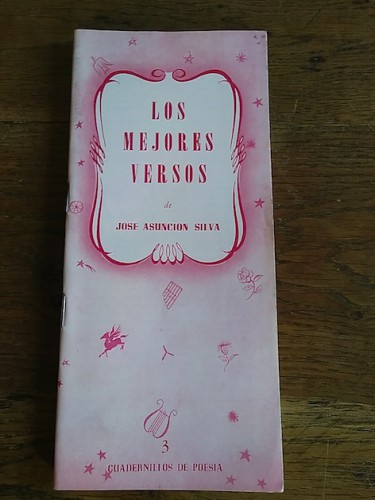 LOS
MEJORES
VERSOS
de
JOSE ASUNCION SILVA
3
CUADERNILLOS DE POESIA